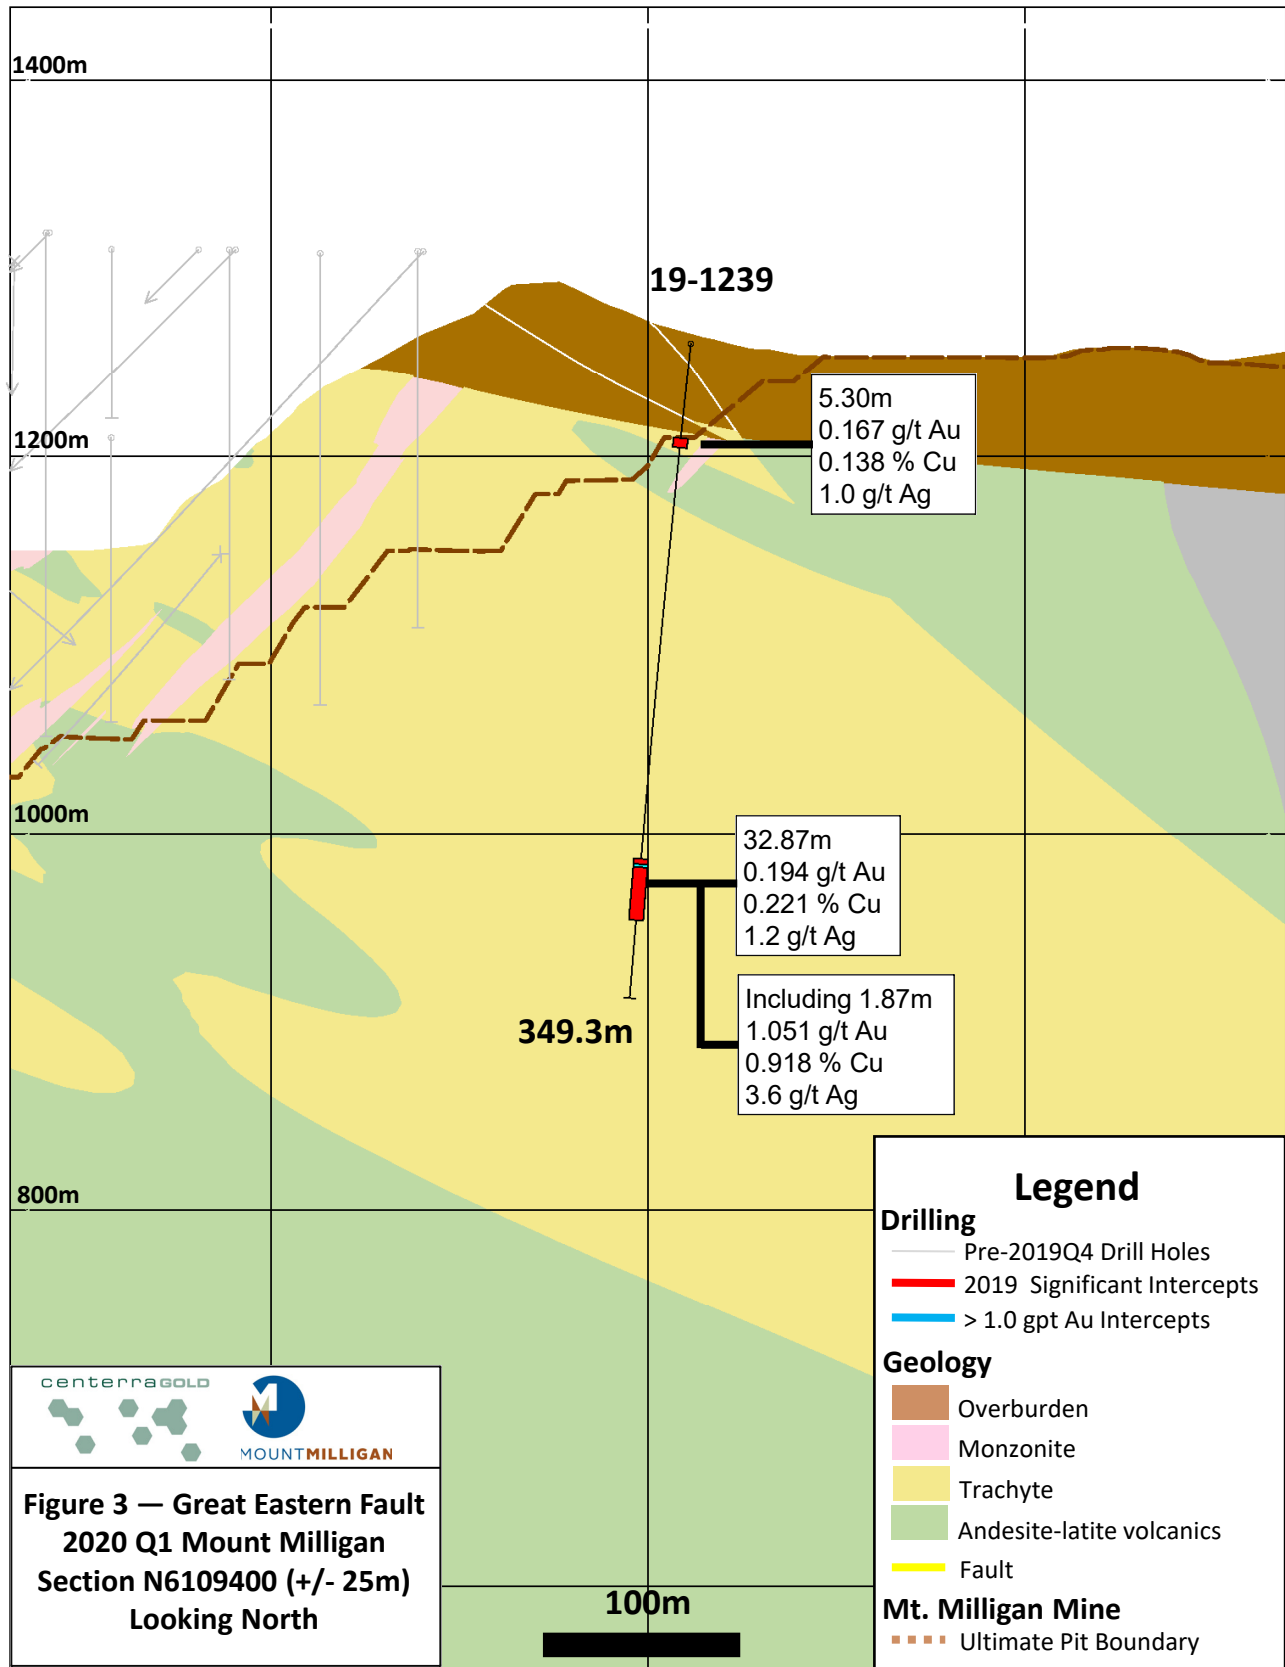 1400m
19-1239
5.30m
0.167 g/t Au
0.138 % Cu
1.0 g/t Ag
1200m
1000m
32.87m
0.194 g/t Au
0.221 % Cu
1.2 g/t Ag
Including 1.87m
1.051 g/t Au
0.918 % Cu
3.6 g/t Ag
349.3m
800m
Legend
Drilling
Pre-2019Q4 Drill Holes
2019 Significant Intercepts
> 1.0 gpt Au Intercepts
Geology
Overburden
Monzonite
Trachyte
Andesite-latite volcanics
Fault
Mt. Milligan Mine
Ultimate Pit Boundary
centerraGOLD
MOUNTMILLIGAN
Figure 3 — Great Eastern Fault
2020 Q1 Mount Milligan
Section N6109400 (+/- 25m)
Looking North
100m